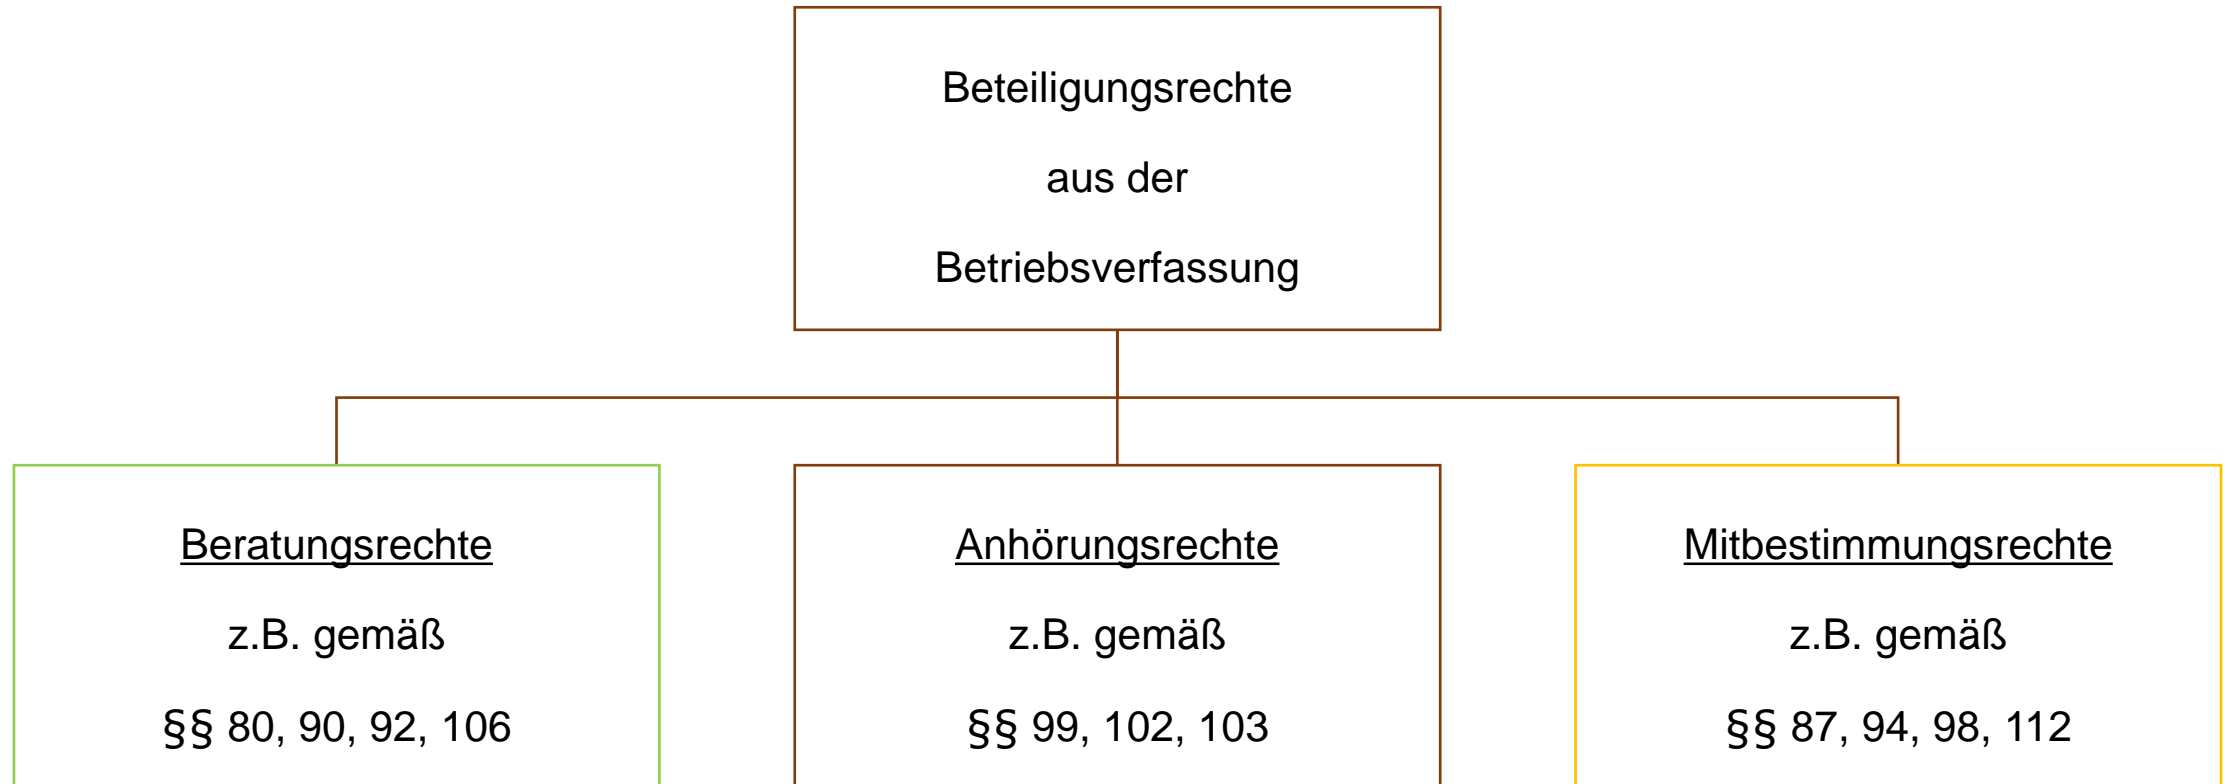 Beteiligungsrechte
aus der
Betriebsverfassung
Beratungsrechte
z.B. gemäß
§§ 80, 90, 92, 106
Anhörungsrechte
z.B. gemäß
§§ 99, 102, 103
Mitbestimmungsrechte
z.B. gemäß
§§ 87, 94, 98, 112